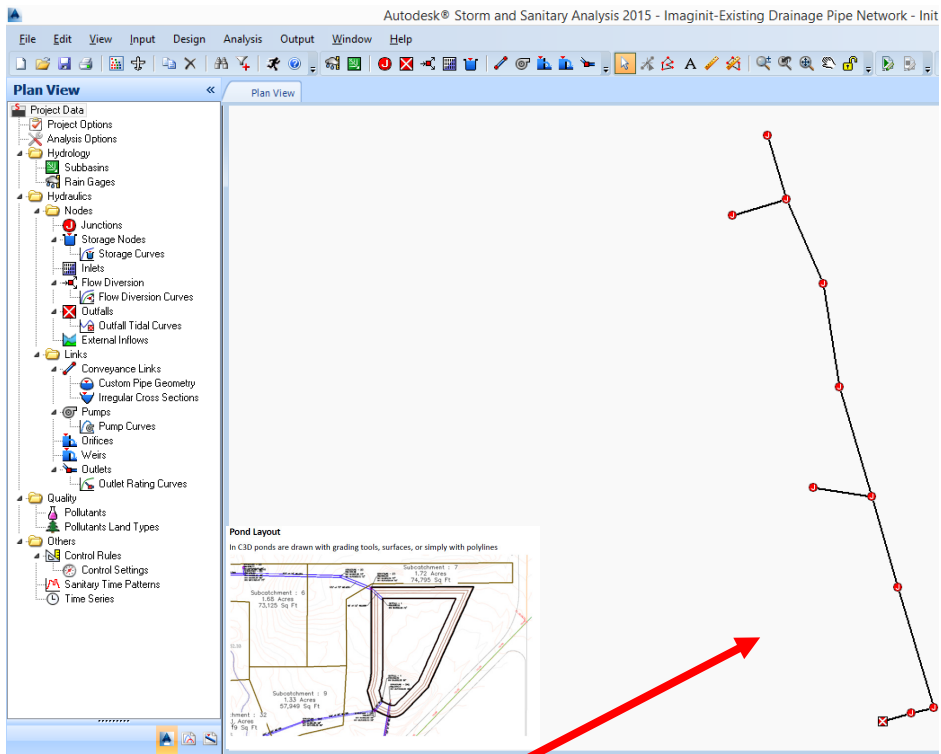 Autodesk® Storm and Sanitary Analysis 2015 - Imaginit-Existing Drainage Pipe Network - Init
File Edit View Input Design Analysis Output Window Help
Plan View «
Plan View
Project Data
Project Options
Analysis Options
Hydrology
Subbasins
Rain Gages
Hydraulics
Nodes
Junctions
Storage Nodes
Storage Curves
Inlets
Flow Diversion
Flow Diversion Curves
Outfalls
Outfall Tidal Curves
External Inflows
Links
Conveyance Links
Custom Pipe Geometry
Irregular Cross Sections
Pumps
Pump Curves
Orifices
Weirs
Outlets
Outlet Rating Curves
Quality
Pollutants
Pollutants Land Types
Others
Control Rules
Control Settings
Sanitary Time Patterns
Time Series
Pond Layout
In C3D ponds are drawn with grading tools, surfaces, or simply with polylines
Subcatchment : 7
1.72 Acres
74,795 Sq Ft
Subcatchment : 6
1.68 Acres
73,125 Sq Ft
Subcatchment : 9
1.33 Acres
57,949 Sq Ft
tment : 32
Acres
19 Sq Ft